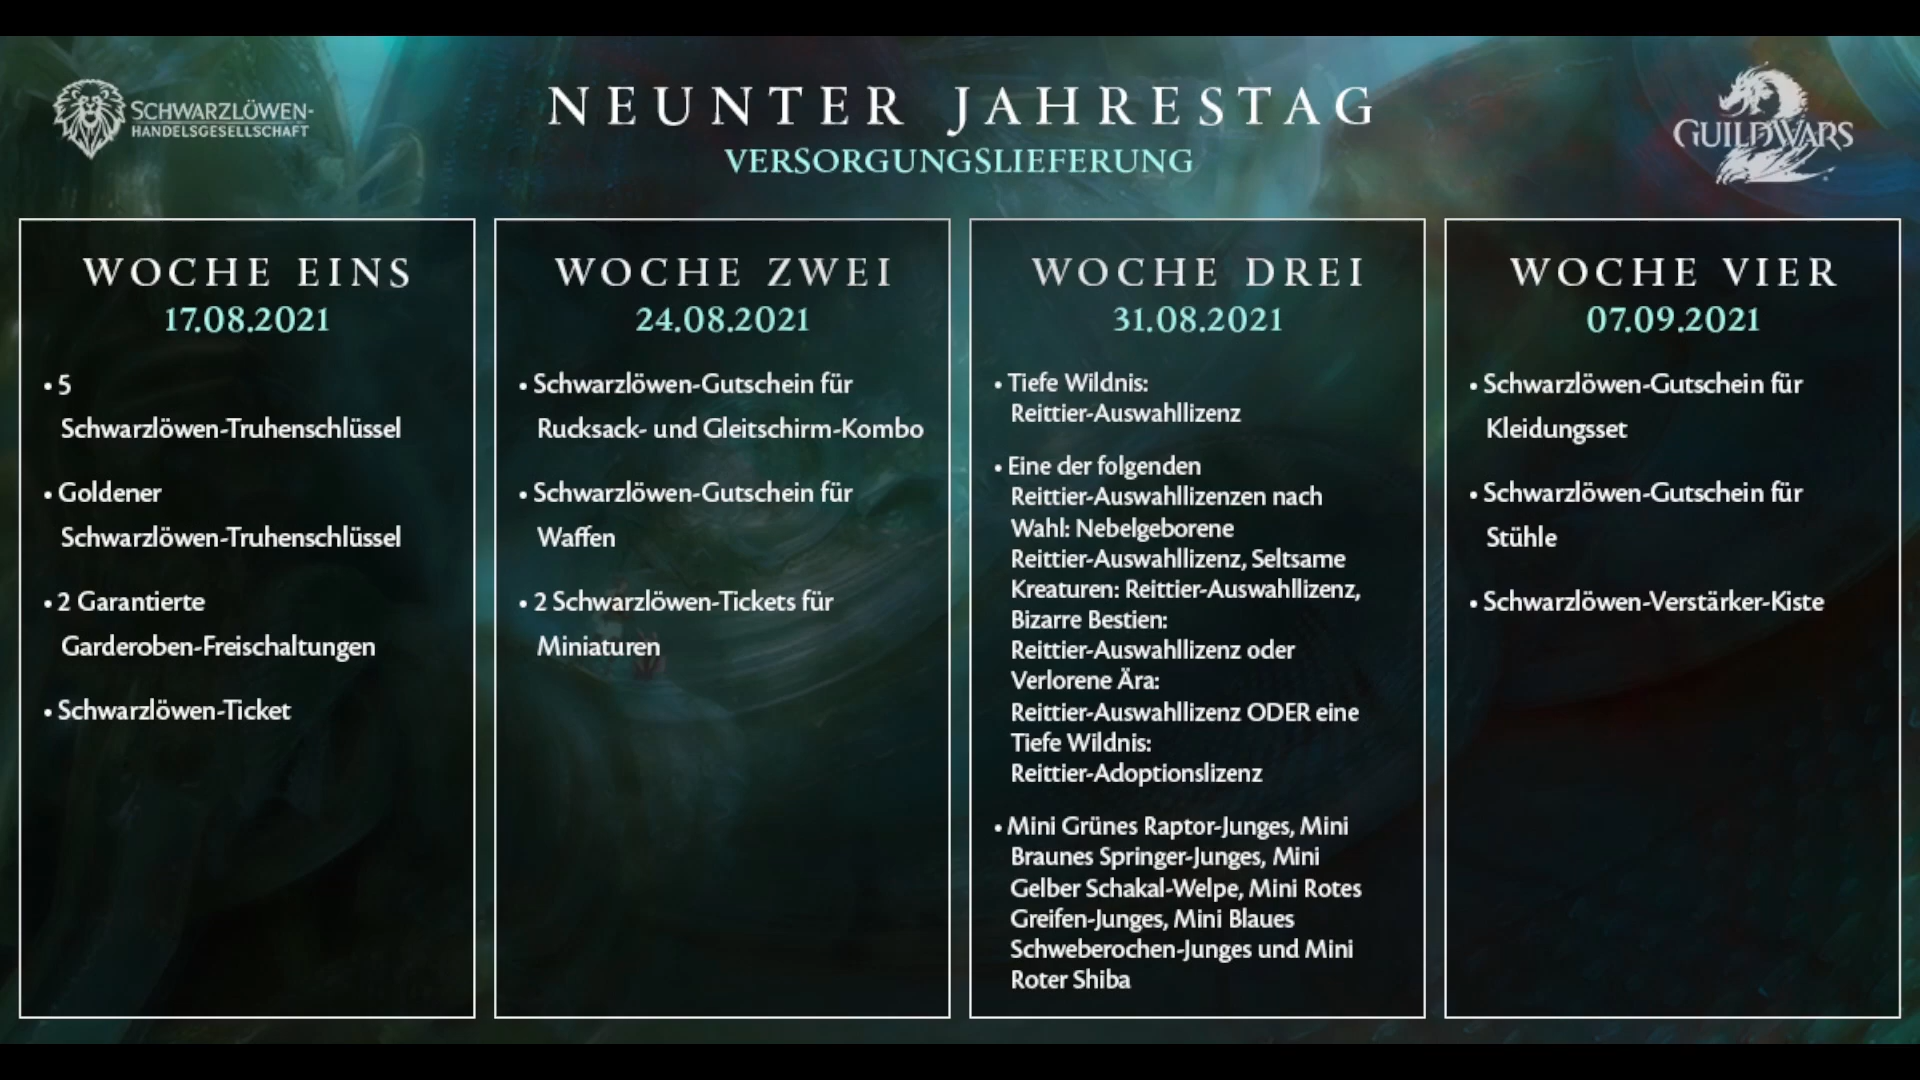 SCHWARZLÖWEN-
HANDELSGESELLSCHAFT
NEUNTER JAHRESTAG
VERSORGUNGSLIEFERUNG
GUILDWARS
WOCHE EINS
17.08.2021
• 5
Schwarzlöwen-Truhenschlüssel
• Goldener
Schwarzlöwen-Truhenschlüssel
• 2 Garantierte
Garderoben-Freischaltungen
• Schwarzlöwen-Ticket
WOCHE ZWEI
24.08.2021
• Schwarzlöwen-Gutschein für
Rucksack- und Gleitschirm-Kombo
• Schwarzlöwen-Gutschein für
Waffen
• 2 Schwarzlöwen-Tickets für
Miniaturen
WOCHE DREI
31.08.2021
• Tiefe Wildnis:
Reittier-Auswahllizenz
• Eine der folgenden
Reittier-Auswahllizenzen nach
Wahl: Nebelgeborene
Reittier-Auswahllizenz, Seltsame
Kreaturen: Reittier-Auswahllizenz,
Bizarre Bestien:
Reittier-Auswahllizenz oder
Verlorene Ära:
Reittier-Auswahllizenz ODER eine
Tiefe Wildnis:
Reittier-Adoptionslizenz
• Mini Grünes Raptor-Junges, Mini
Braunes Springer-Junges, Mini
Gelber Schakal-Welpe, Mini Rotes
Greifen-Junges, Mini Blaues
Schweberochen-Junges und Mini
Roter Shiba
WOCHE VIER
07.09.2021
• Schwarzlöwen-Gutschein für
Kleidungsset
• Schwarzlöwen-Gutschein für
Stühle
• Schwarzlöwen-Verstärker-Kiste